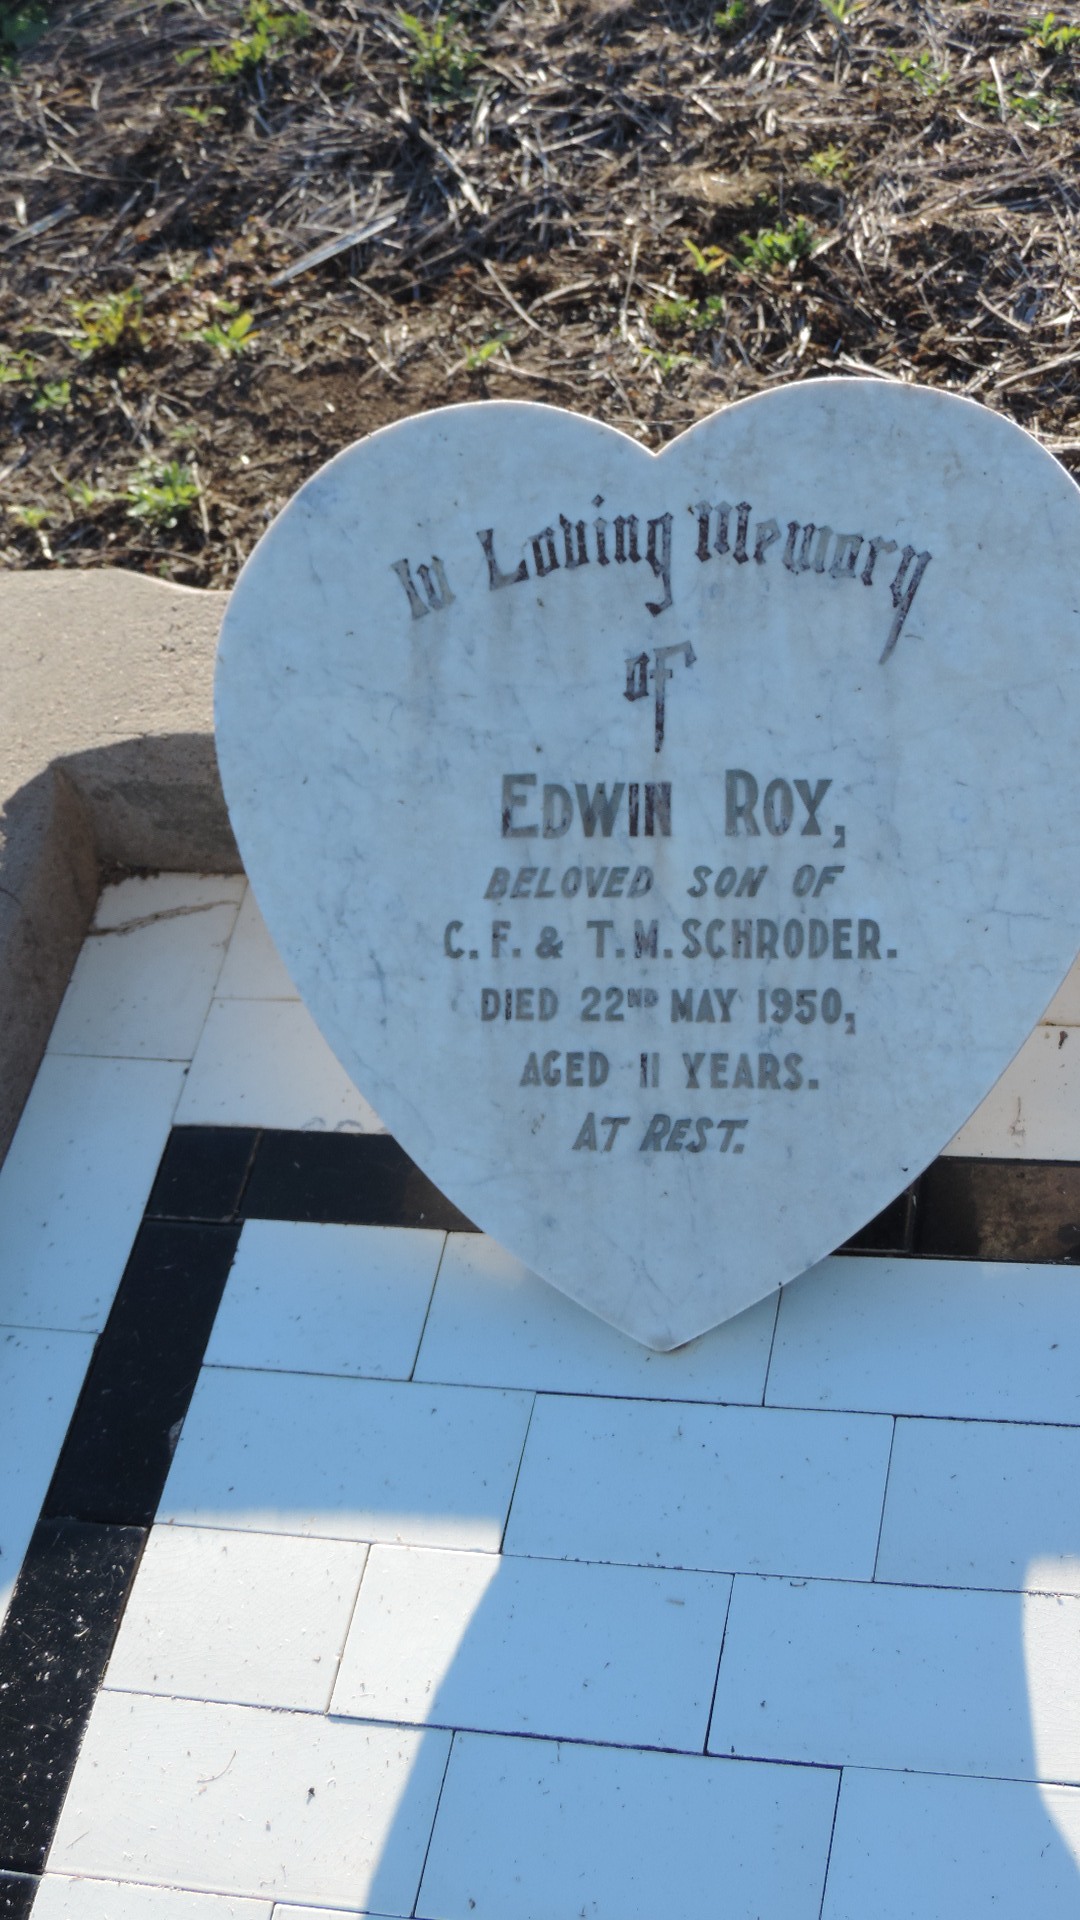 In Loving Memory
of
EDWIN ROY,
BELOVED SON OF
C. F. & T. M. SCHRODER.
DIED 22ND MAY 1950,
AGED 11 YEARS.
AT REST.